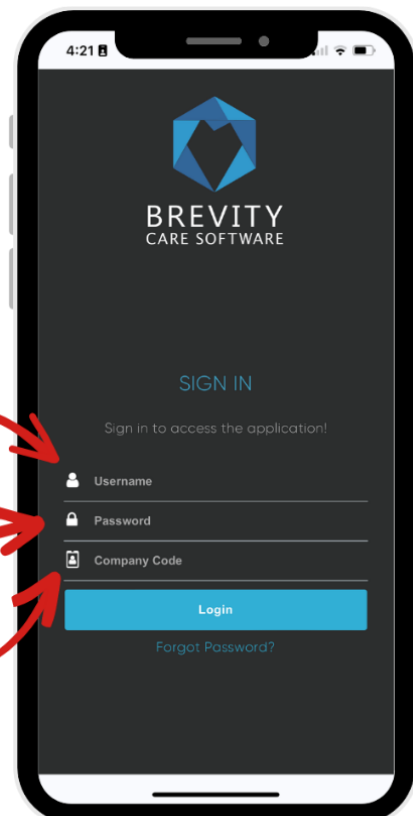 4:21
BREVITY
CARE SOFTWARE
SIGN IN
Sign in to access the application!
Username
Password
Company Code
Login
Forgot Password?